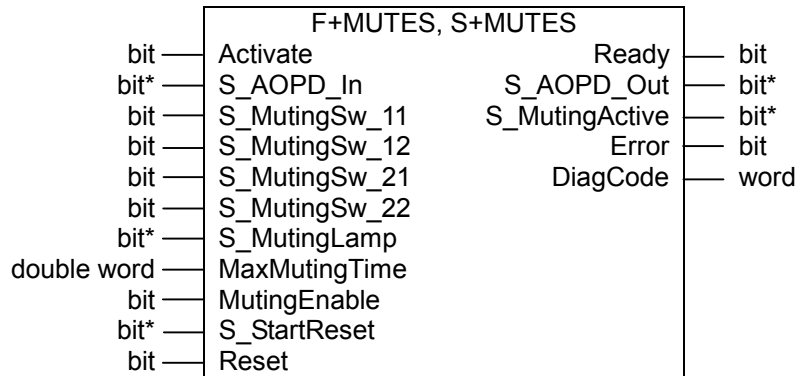 F+MUTES, S+MUTES
bit Activate Ready bit
bit* S_AOPD_In S_AOPD_Out bit*
bit S_MutingSw_11 S_MutingActive bit*
bit S_MutingSw_12 Error bit
bit S_MutingSw_21 DiagCode word
bit S_MutingSw_22
bit* S_MutingLamp
double word MaxMutingTime
bit MutingEnable
bit* S_StartReset
bit Reset